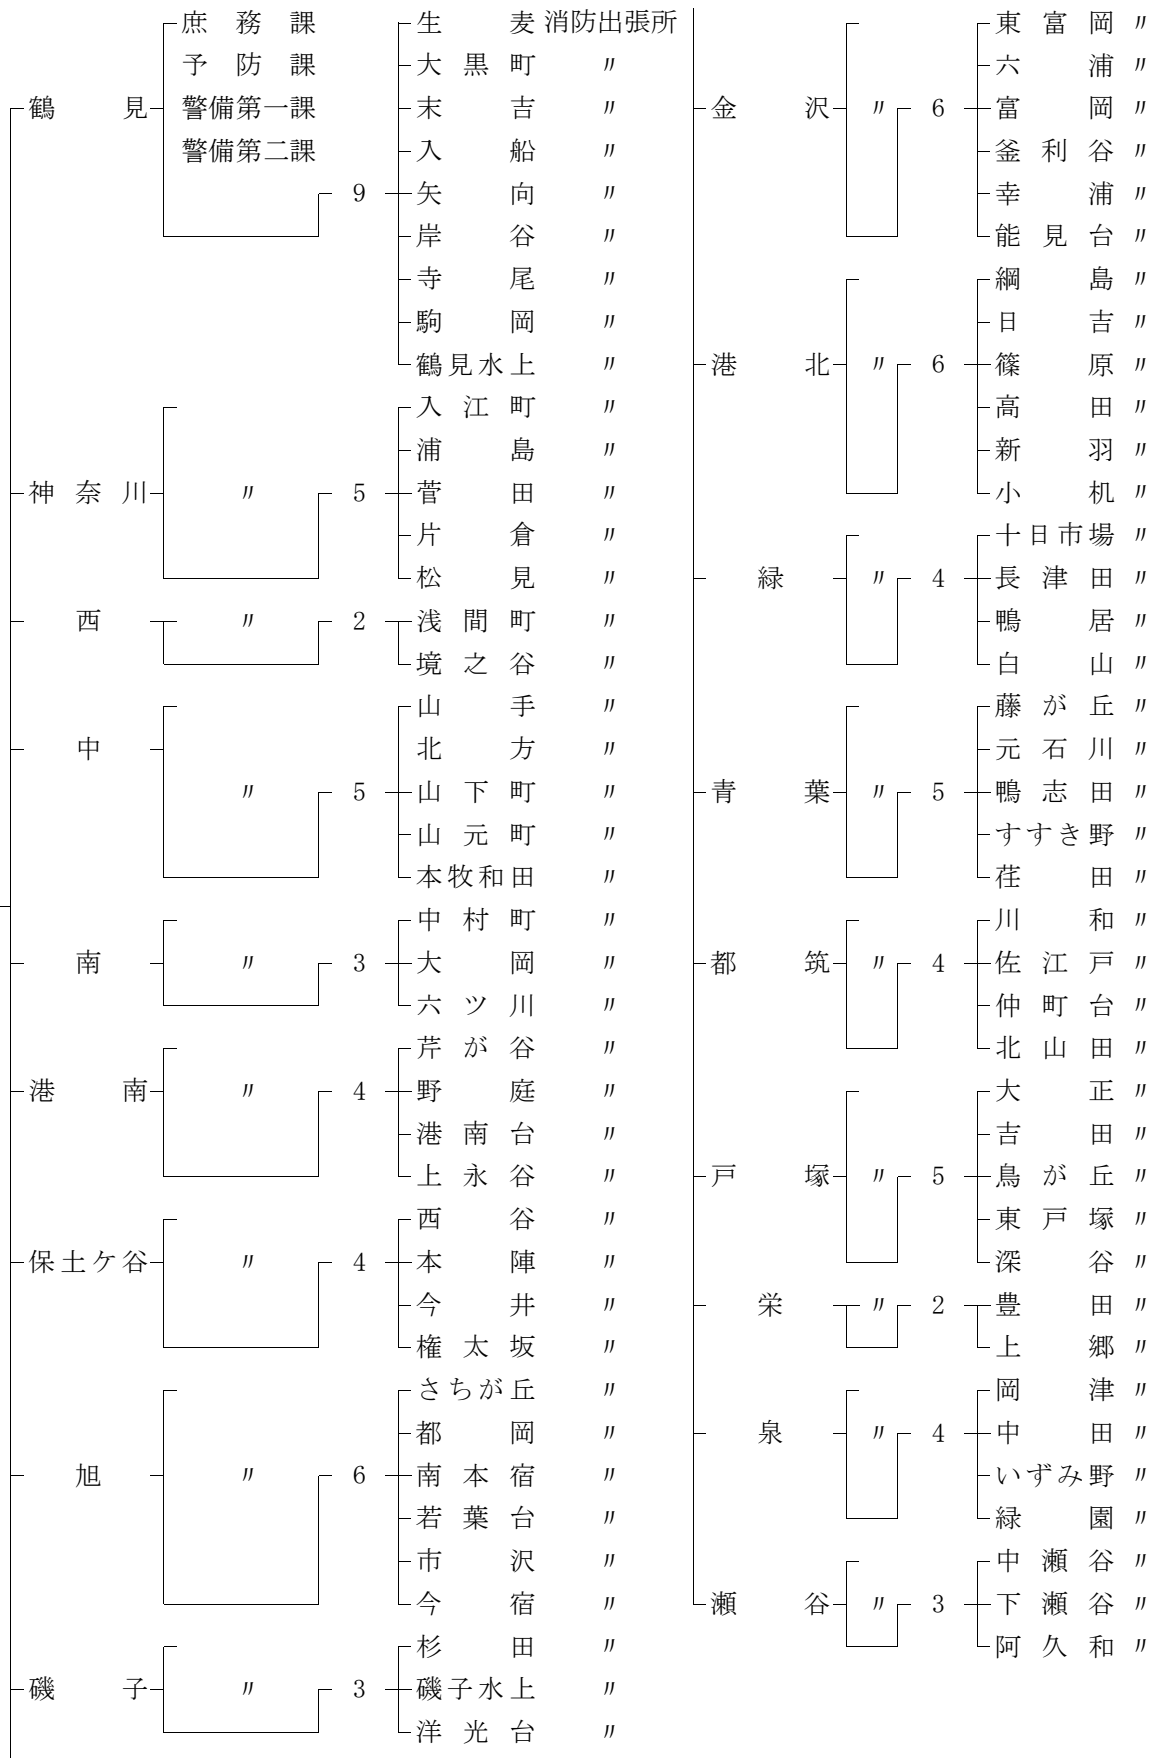 庶務課 生麦消防出張所
予防課 大黒町 〃
鶴見 警備第一課 末吉 〃
警備第二課 入船 〃
9 矢向 〃
岸谷 〃
寺尾 〃
駒岡 〃
鶴見水上 〃
入江町 〃
浦島 〃
神奈川 〃 5 菅田 〃
片倉 〃
松見 〃
西 〃 2 浅間町 〃
境之谷 〃
山手 〃
中 北方 〃
〃 5 山下町 〃
山元町 〃
本牧和田 〃
中村町 〃
南 〃 3 大岡 〃
六ツ川 〃
芹が谷 〃
港南 〃 4 野庭 〃
港南台 〃
上永谷 〃
西谷 〃
保土ケ谷 〃 4 本陣 〃
今井 〃
権太坂 〃
さちが丘 〃
都岡 〃
旭 〃 6 南本宿 〃
若葉台 〃
市沢 〃
今宿 〃
杉田 〃
磯子 〃 3 磯子水上 〃
洋光台 〃
東富岡 〃
六浦 〃
金沢 〃 6 富岡 〃
釜利谷 〃
幸浦 〃
能見台 〃
綱島 〃
日吉 〃
港北 〃 6 篠原 〃
高田 〃
新羽 〃
小机 〃
十日市場 〃
緑 〃 4 長津田 〃
鴨居 〃
白山 〃
藤が丘 〃
元石川 〃
青葉 〃 5 鴨志田 〃
すすき野 〃
荏田 〃
川和 〃
都筑 〃 4 佐江戸 〃
仲町台 〃
北山田 〃
大正 〃
吉田 〃
戸塚 〃 5 鳥が丘 〃
東戸塚 〃
深谷 〃
栄 〃 2 豊田 〃
上郷 〃
岡津 〃
泉 〃 4 中田 〃
いずみ野 〃
緑園 〃
中瀬谷 〃
瀬谷 〃 3 下瀬谷 〃
阿久和 〃